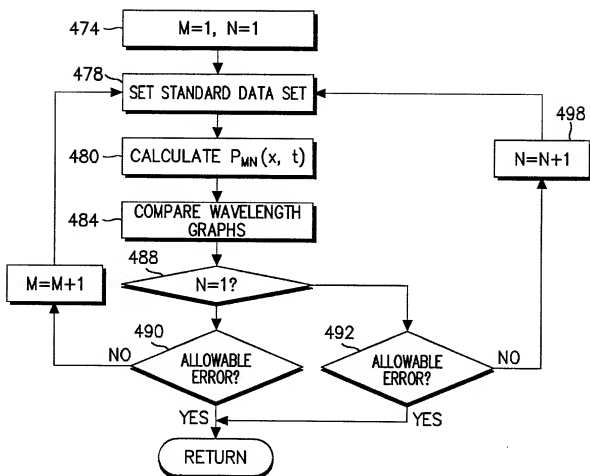 474
M=1, N=1
478
SET STANDARD DATA SET
498
N=N+1
480
CALCULATE P_MN(x, t)
484
COMPARE WAVELENGTH
GRAPHS
488
N=1?
M=M+1
490
492
NO
ALLOWABLE
ERROR?
ALLOWABLE
ERROR?
NO
YES
YES
RETURN